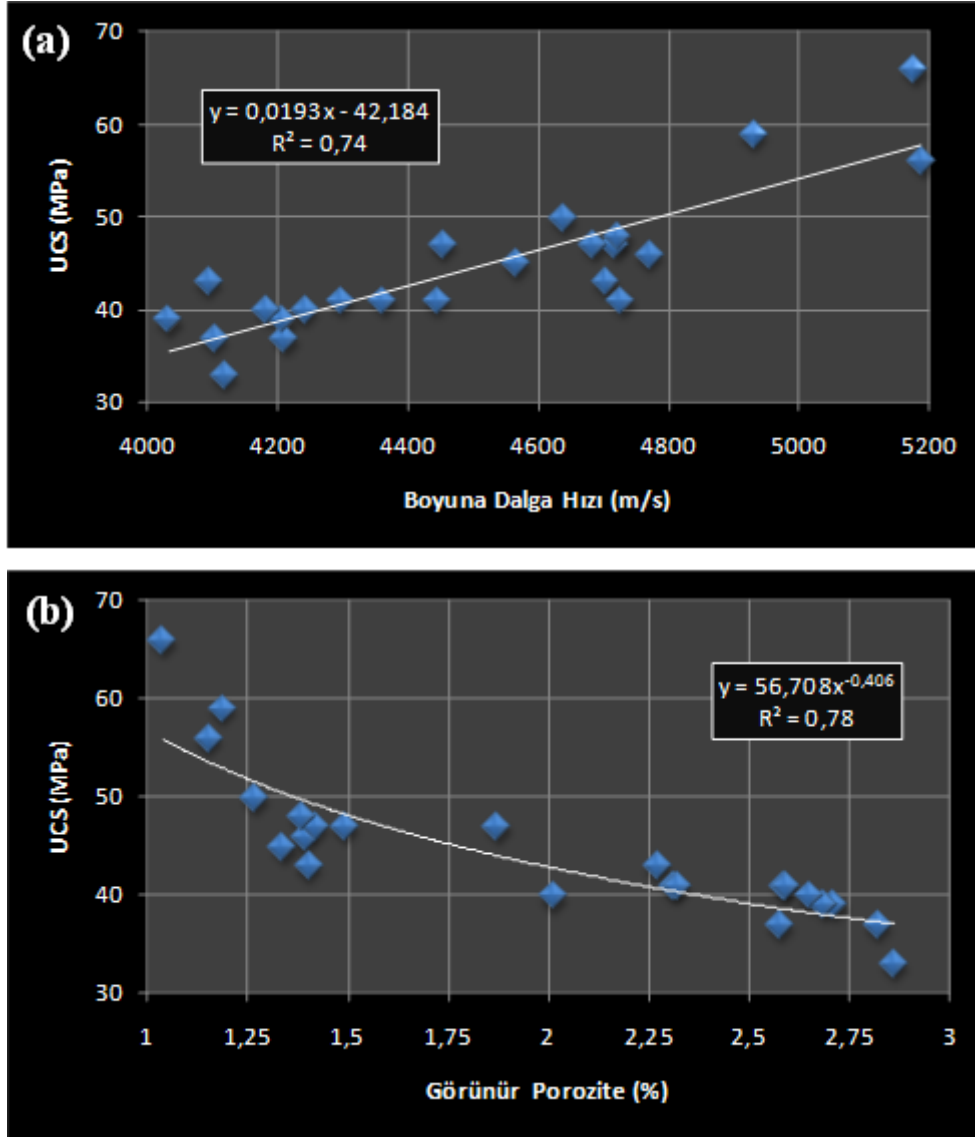 (a)
70
60
50
40
30
UCS (MPa)
y = 0,0193x - 42,184
R² = 0,74
4000 4200 4400 4600 4800 5000 5200
Boyuna Dalga Hızı (m/s)
(b)
70
60
50
40
30
UCS (MPa)
y = 56,708x^-0,406
R² = 0,78
1 1,25 1,5 1,75 2 2,25 2,5 2,75 3
Görünür Porozite (%)